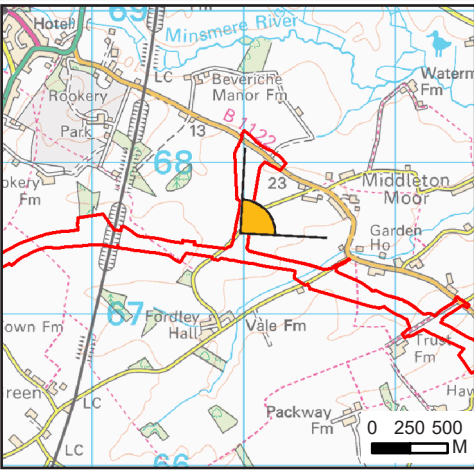 69
Hotel
Minsmere River
LC
Beveriche
Manor Fm
Waterm
Fm
Rookery
Park
13
B 1122
68
23
Middleton
Moor
okery
Fm
Garden
Ho
67
Fordley
Hall
Vale Fm
own Fm
Trust
Fm
reen
LC
Haw
Packway
Fm
0 250 500
M
LC
66